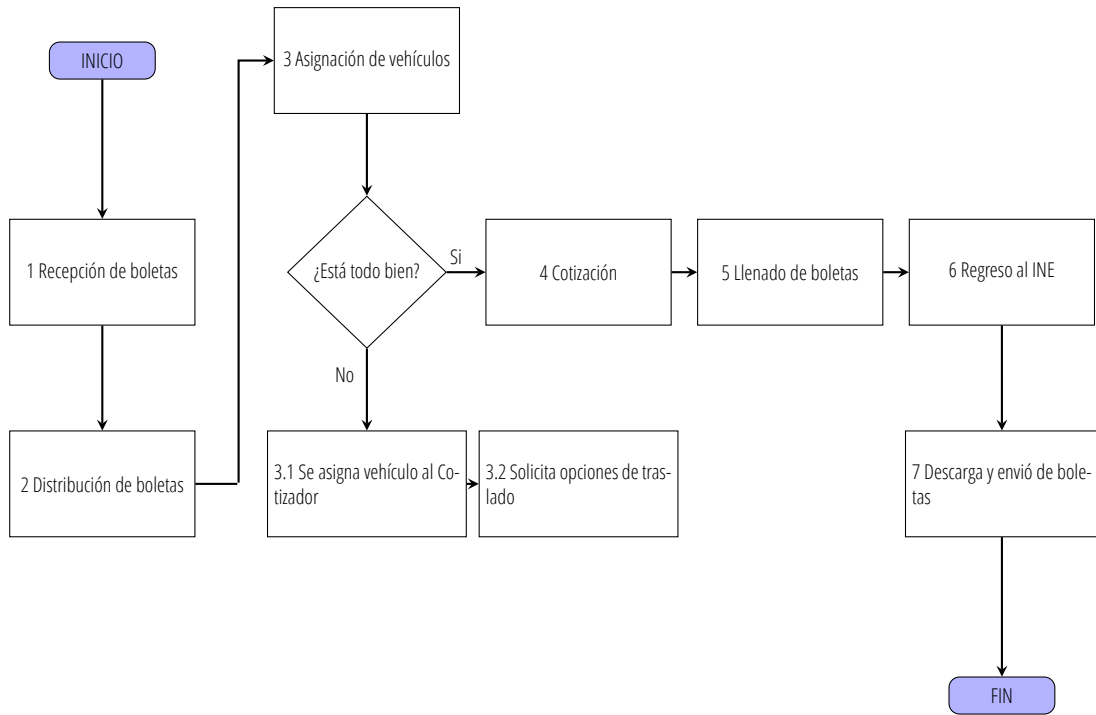 INICIO
1 Recepción de boletas
2 Distribución de boletas
3 Asignación de vehículos
¿Está todo bien?
Si
No
3.1 Se asigna vehículo al Co-
tizador
3.2 Solicita opciones de tras-
lado
4 Cotización
5 Llenado de boletas
6 Regreso al INE
7 Descarga y envió de bole-
tas
FIN